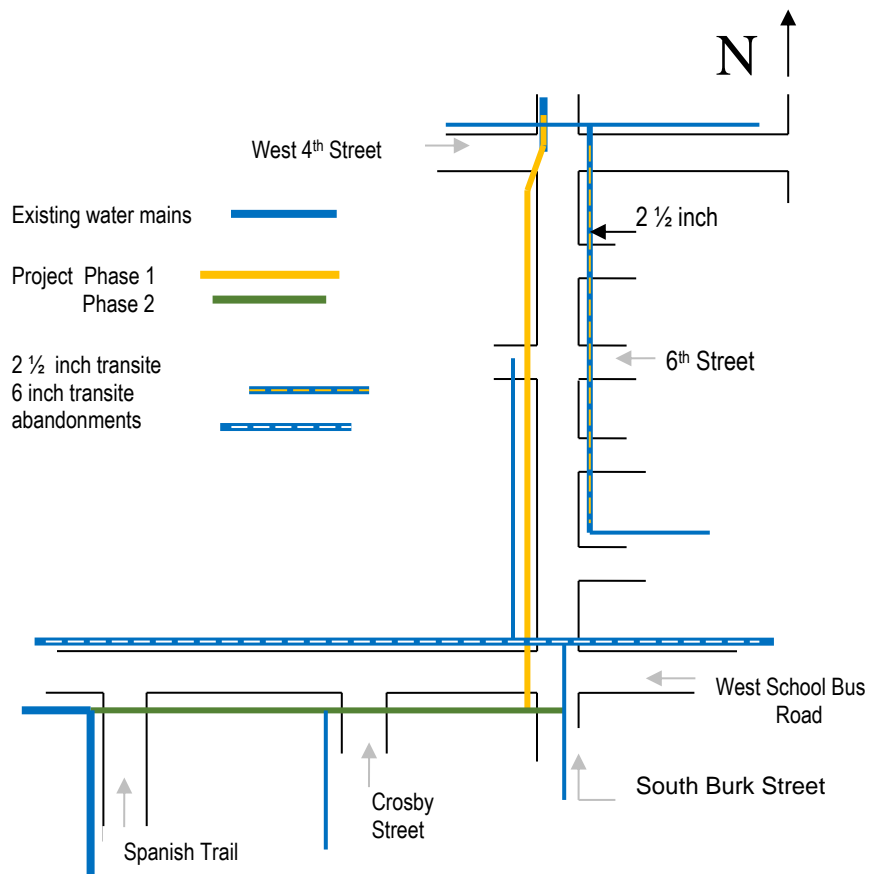 N
West 4th Street
Existing water mains
2 ½ inch
Project Phase 1
Phase 2
2 ½ inch transite
6 inch transite
abandonments
6th Street
West School Bus
Road
South Burk Street
Crosby
Street
Spanish Trail